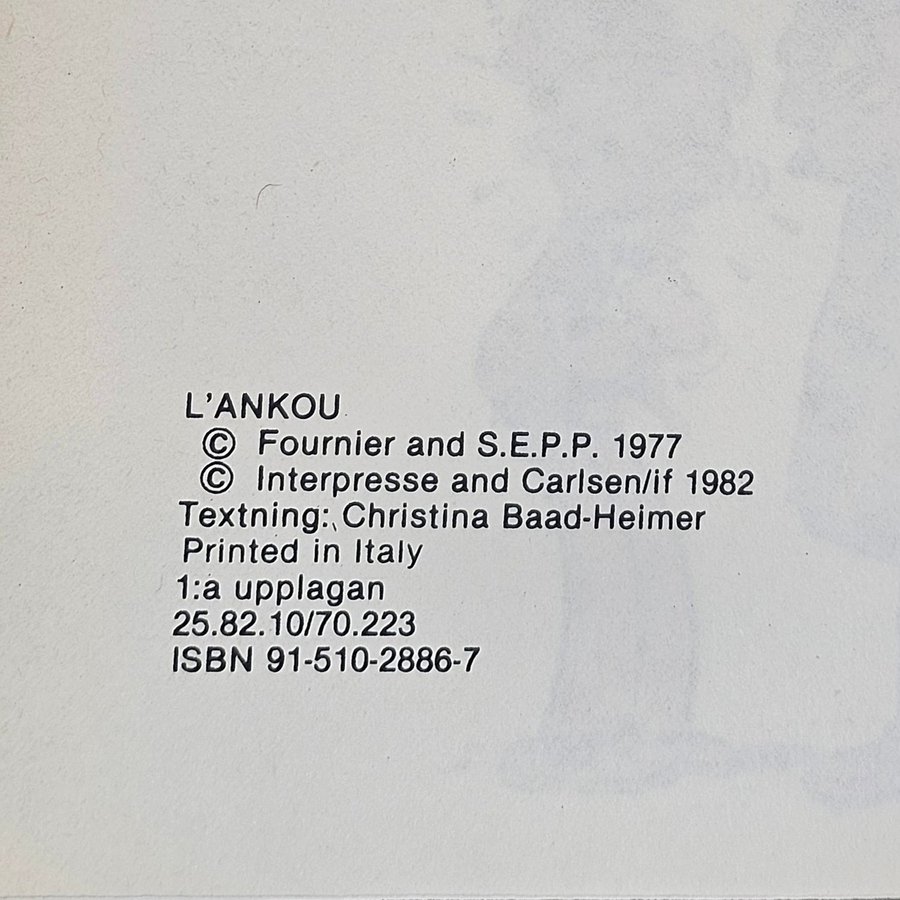 L'ANKOU
© Fournier and S.E.P.P. 1977
© Interpresse and Carlsen/if 1982
Textning: Christina Baad-Heimer
Printed in Italy
1:a upplagan
25.82.10/70.223
ISBN 91-510-2886-7